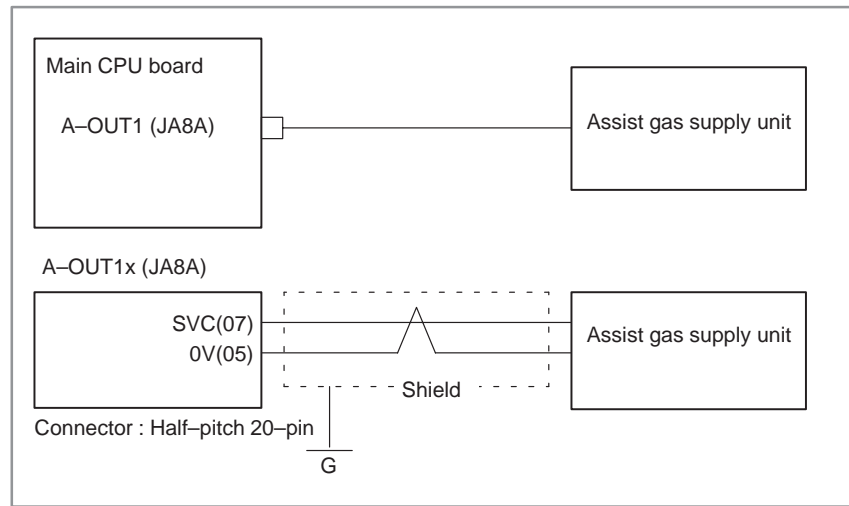 Main CPU board
A–OUT1 (JA8A)
Assist gas supply unit
A–OUT1x (JA8A)
SVC(07)
0V(05)
Assist gas supply unit
Shield
Connector : Half–pitch 20–pin
G